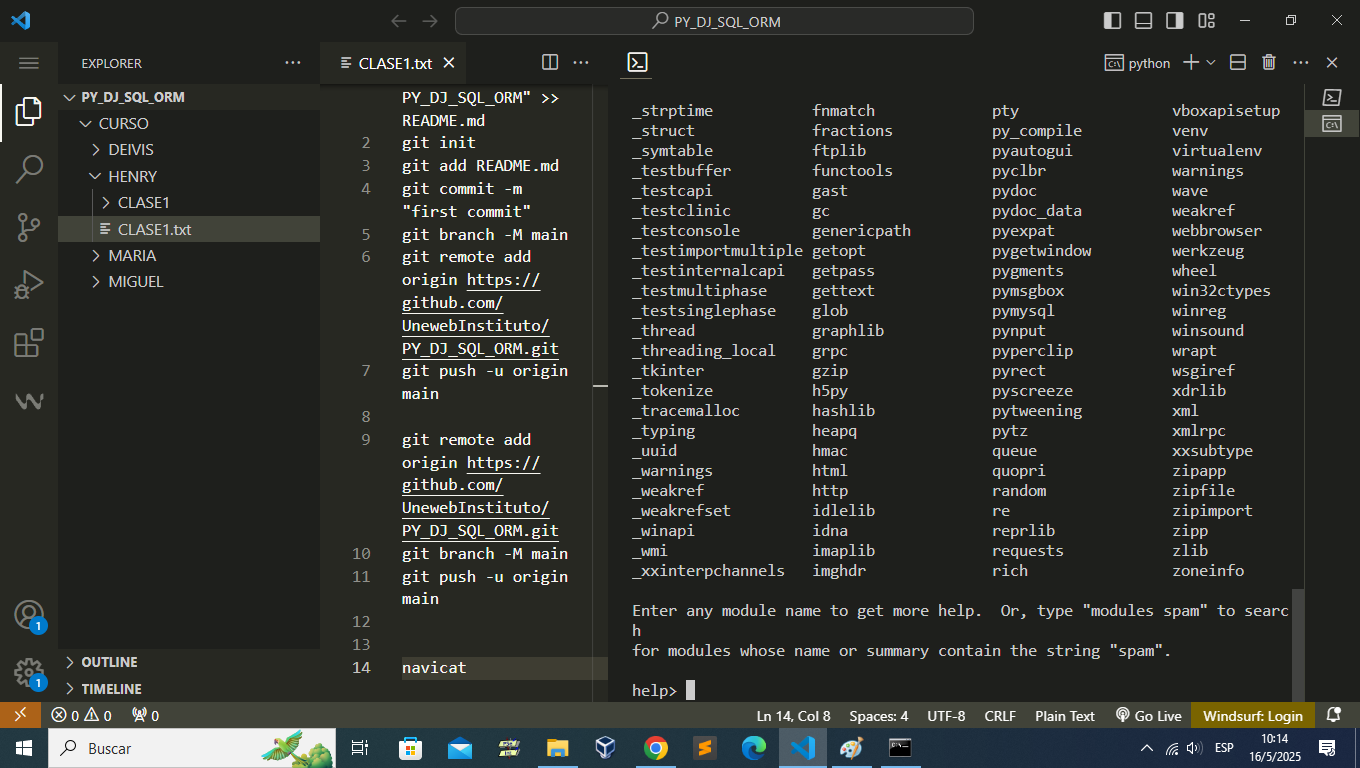 PY_DJ_SQL_ORM
EXPLORER
PY_DJ_SQL_ORM
CURSO
DEIVIS
HENRY
CLASE1
CLASE1.txt
MARIA
MIGUEL
OUTLINE
TIMELINE
1
1
CLASE1.txt
PY_DJ_SQL_ORM" >>
README.md
2 git init
3 git add README.md
4 git commit -m
"first commit"
5 git branch -M main
6 git remote add
origin https://
github.com/
UnewebInstituto/
PY_DJ_SQL_ORM.git
7 git push -u origin
main
8
9 git remote add
origin https://
github.com/
UnewebInstituto/
PY_DJ_SQL_ORM.git
10 git branch -M main
11 git push -u origin
main
12
13
14 navicat
python
_strptime fnmatch pty vboxapisetup
_struct fractions py_compile venv
_symtable ftplib pyautogui virtualenv
_testbuffer functools pyclbr warnings
_testcapi gast pydoc wave
_testclinic gc pydoc_data weakref
_testconsole genericpath pyexpat webbrowser
_testimportmultiple getopt pygetwindow werkzeug
_testinternalcapi getpass pygments wheel
_testmultiphase gettext pymsgbox win32ctypes
_testsinglephase glob pymysql winreg
_thread graphlib pynput winsound
_threading_local grpc pyperclip wrapt
_tkinter gzip pyrect wsgiref
_tokenize h5py pyscreeze xdrlib
_tracemalloc hashlib pytweening xml
_typing heapq pytz xmlrpc
_uuid hmac queue xxsubtype
_warnings html quopri zipapp
_weakref http random zipfile
_weakrefset idlelib re zipimport
_winapi idna reprlib zipp
_wmi imaplib requests zlib
_xxinterpchannels imghdr rich zoneinfo
Enter any module name to get more help.  Or, type "modules spam" to searc
h
for modules whose name or summary contain the string "spam".
help>
0 0 0 Ln 14, Col 8 Spaces: 4 UTF-8 CRLF Plain Text Go Live Windsurf: Login
Buscar
ESP
10:14
16/5/2025